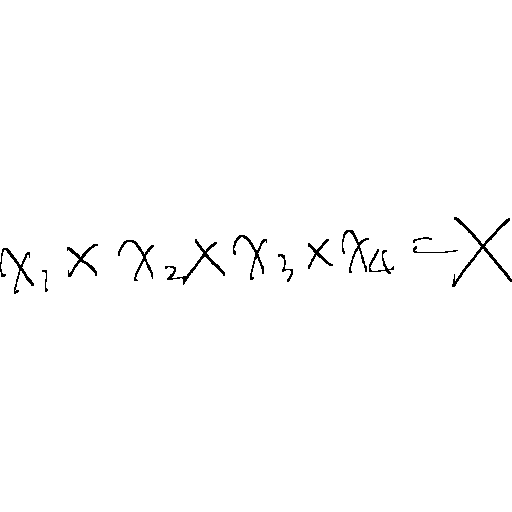 x₁ × x₂ × x₃ × x₄ = X